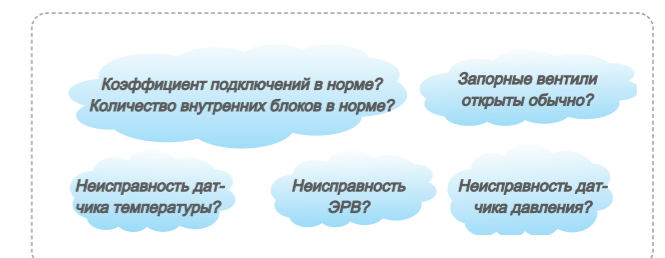 Коэффициент подключений в норме?
Количество внутренних блоков в норме?
Запорные вентили
открыты обычно?
Неисправность дат-
чика температуры?
Неисправность
ЭРВ?
Неисправность дат-
чика давления?